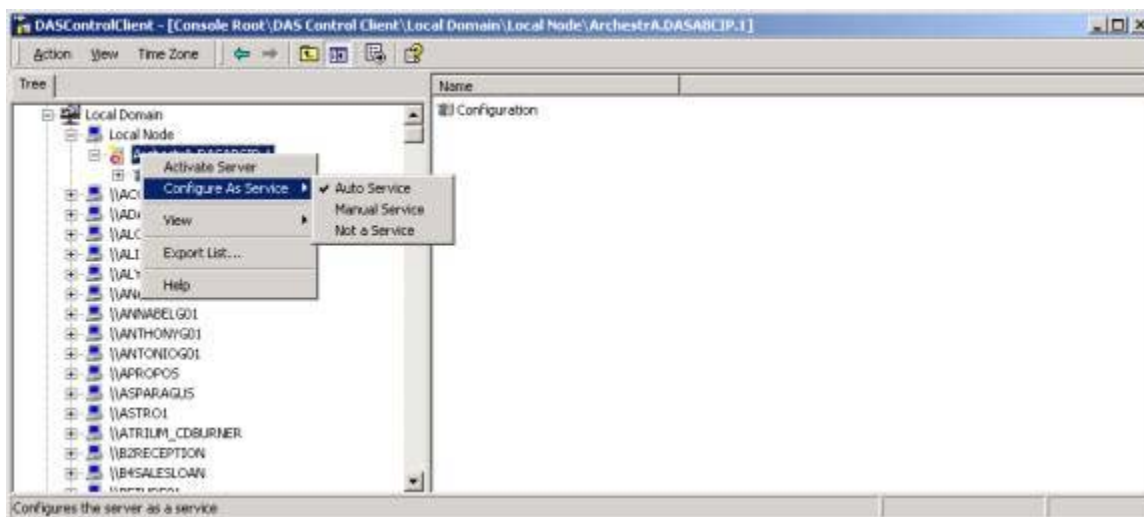 DASControlClient - [Console Root\DAS Control Client\Local Domain\Local Node\ArchestrA.DASABCIP.1]
Action View Time Zone
Tree
Name
Local Domain
Configuration
Local Node
Activate Server
Configure As Service
Auto Service
Manual Service
View
Not a Service
Export List...
Help
\\ANNABELG01
\\ANTHONYG01
\\ANTONIOG01
\\APROPOS
\\ASPARAGUS
\\ASTRO1
\\ATRIUM_CDBURNER
\\B2RECEPTION
\\B4SALESLOAN
Configures the server as a service